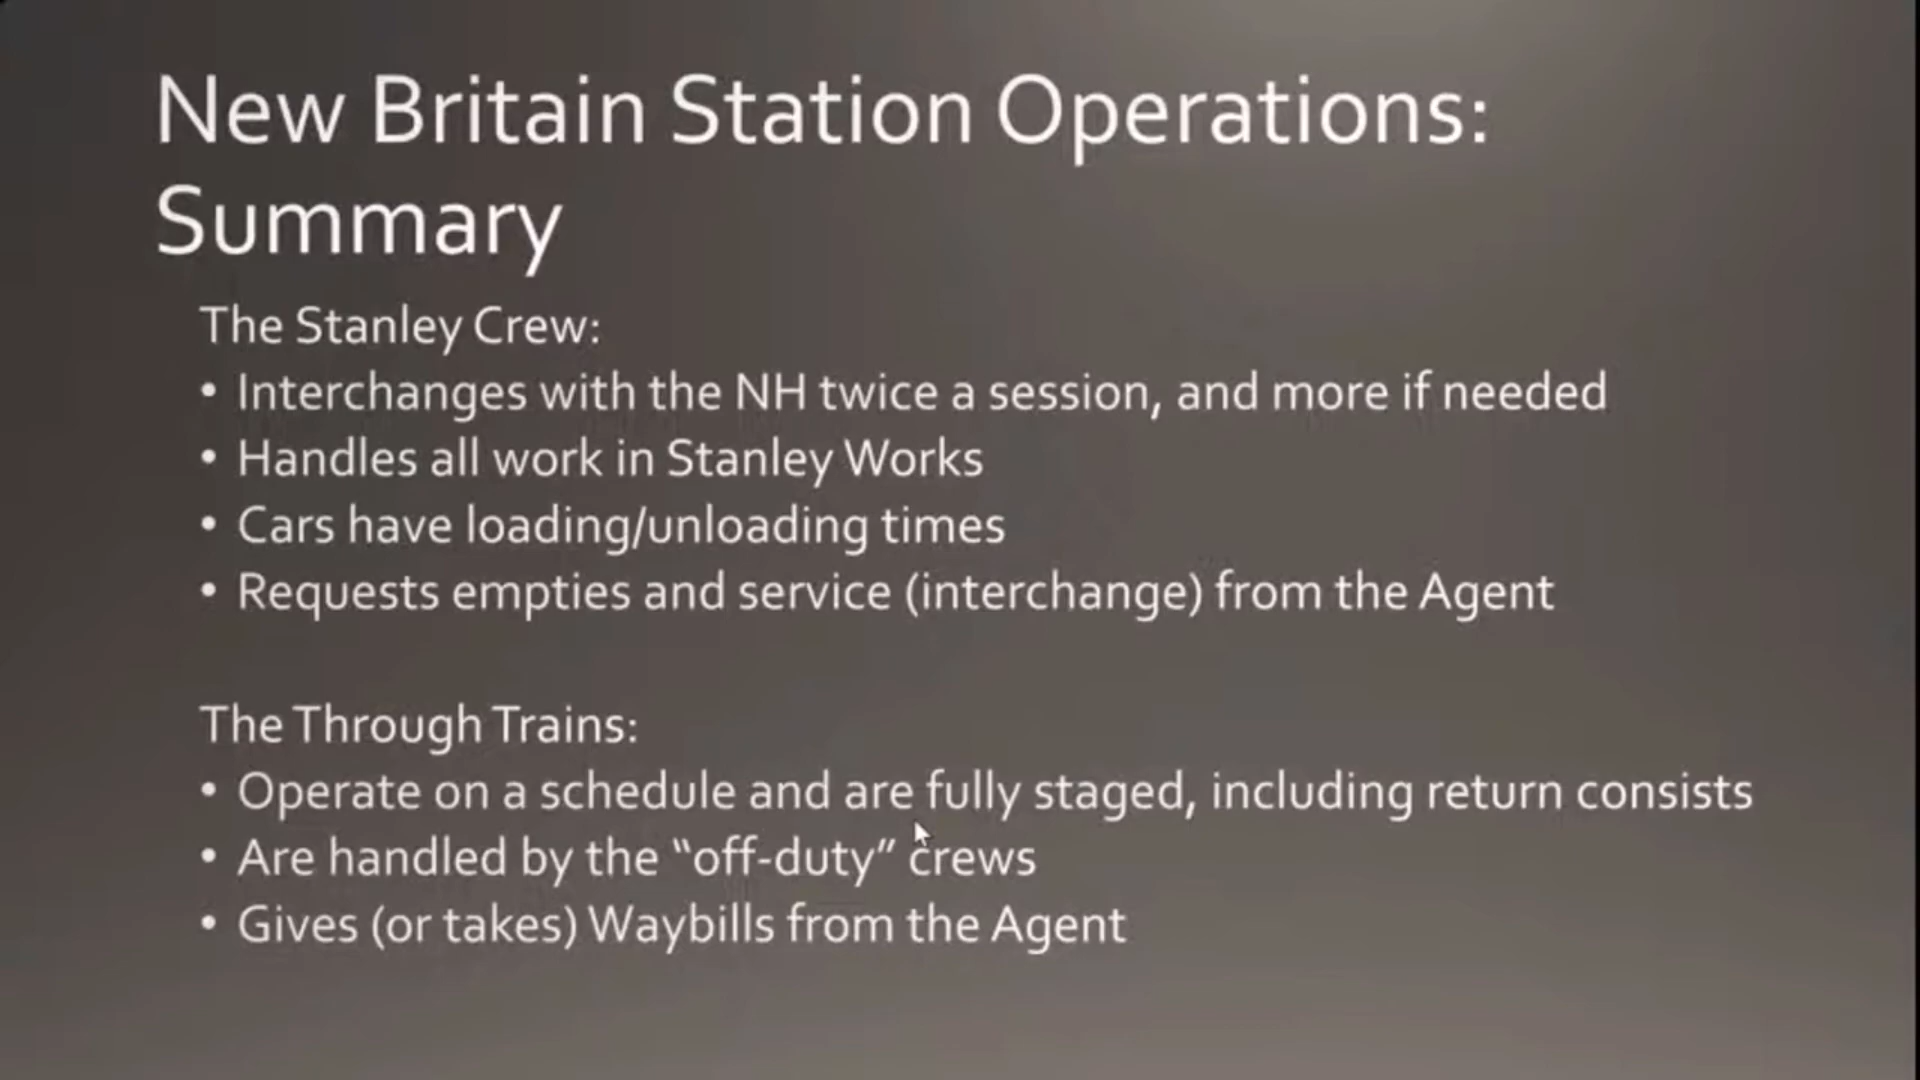 New Britain Station Operations:
Summary
The Stanley Crew:
• Interchanges with the NH twice a session, and more if needed
• Handles all work in Stanley Works
• Cars have loading/unloading times
• Requests empties and service (interchange) from the Agent
The Through Trains:
• Operate on a schedule and are fully staged, including return consists
• Are handled by the “off-duty” crews
• Gives (or takes) Waybills from the Agent